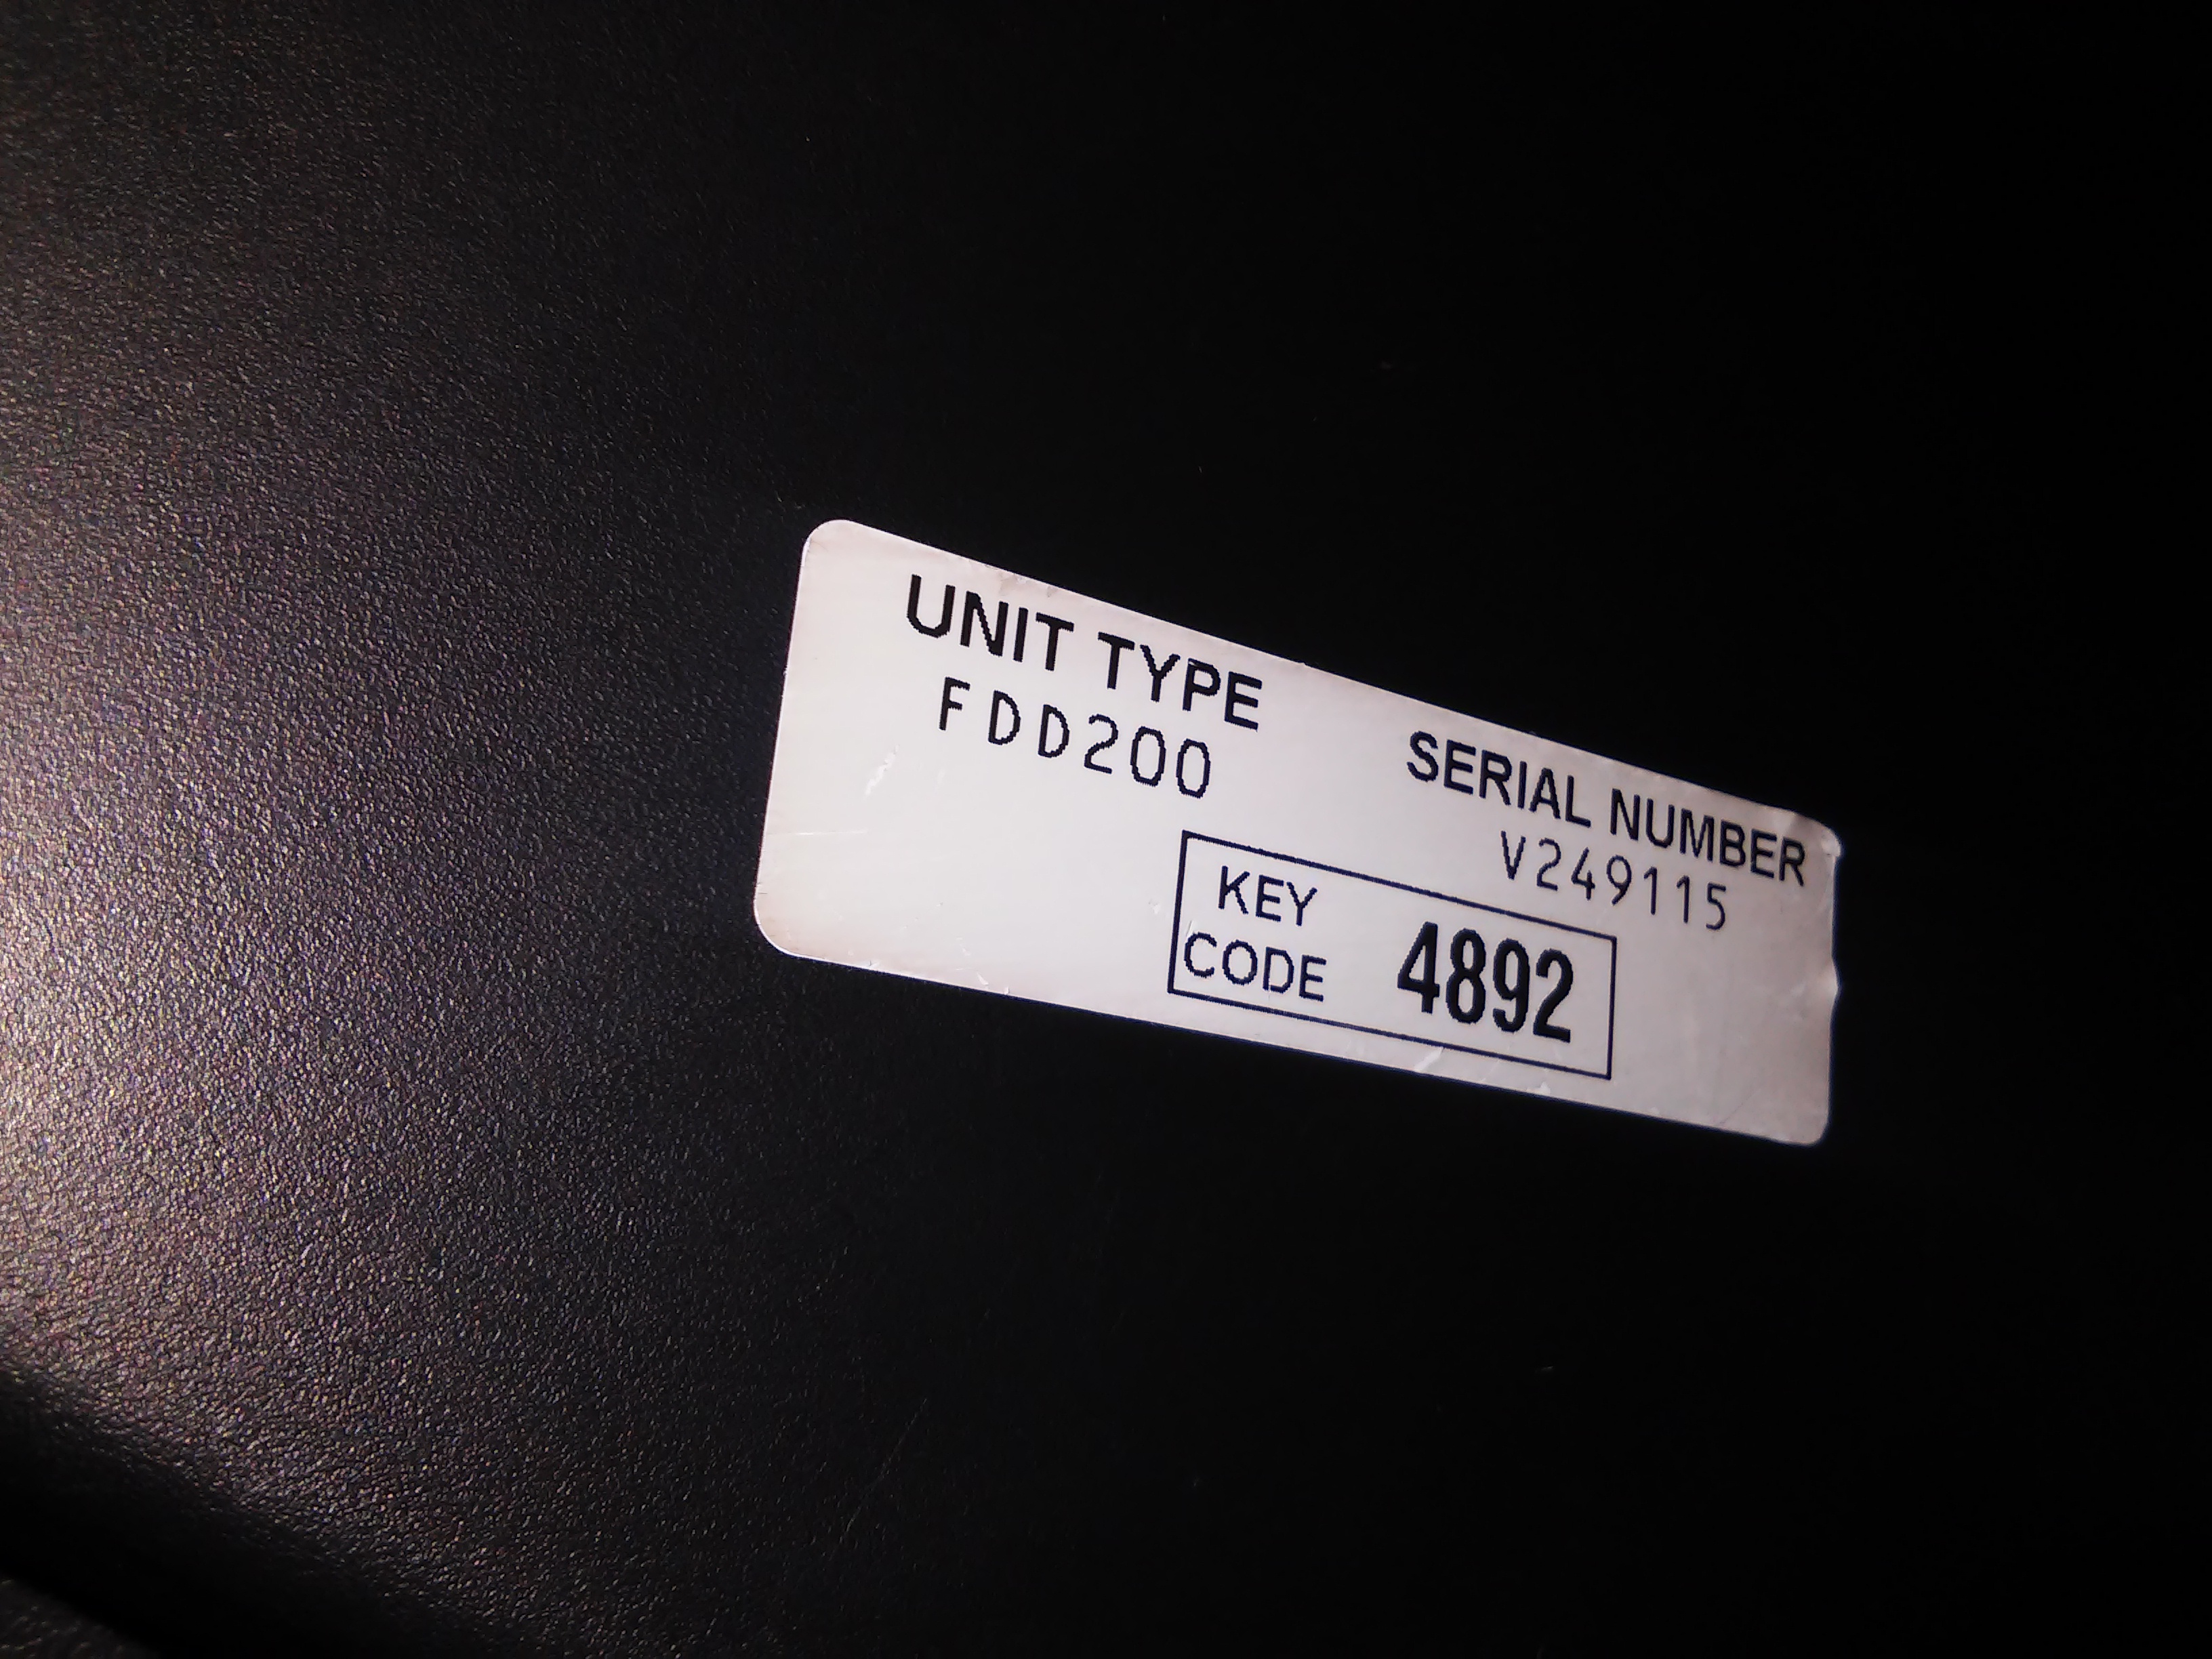 UNIT TYPE
FDD200
SERIAL NUMBER
V249115
KEY
CODE
4892